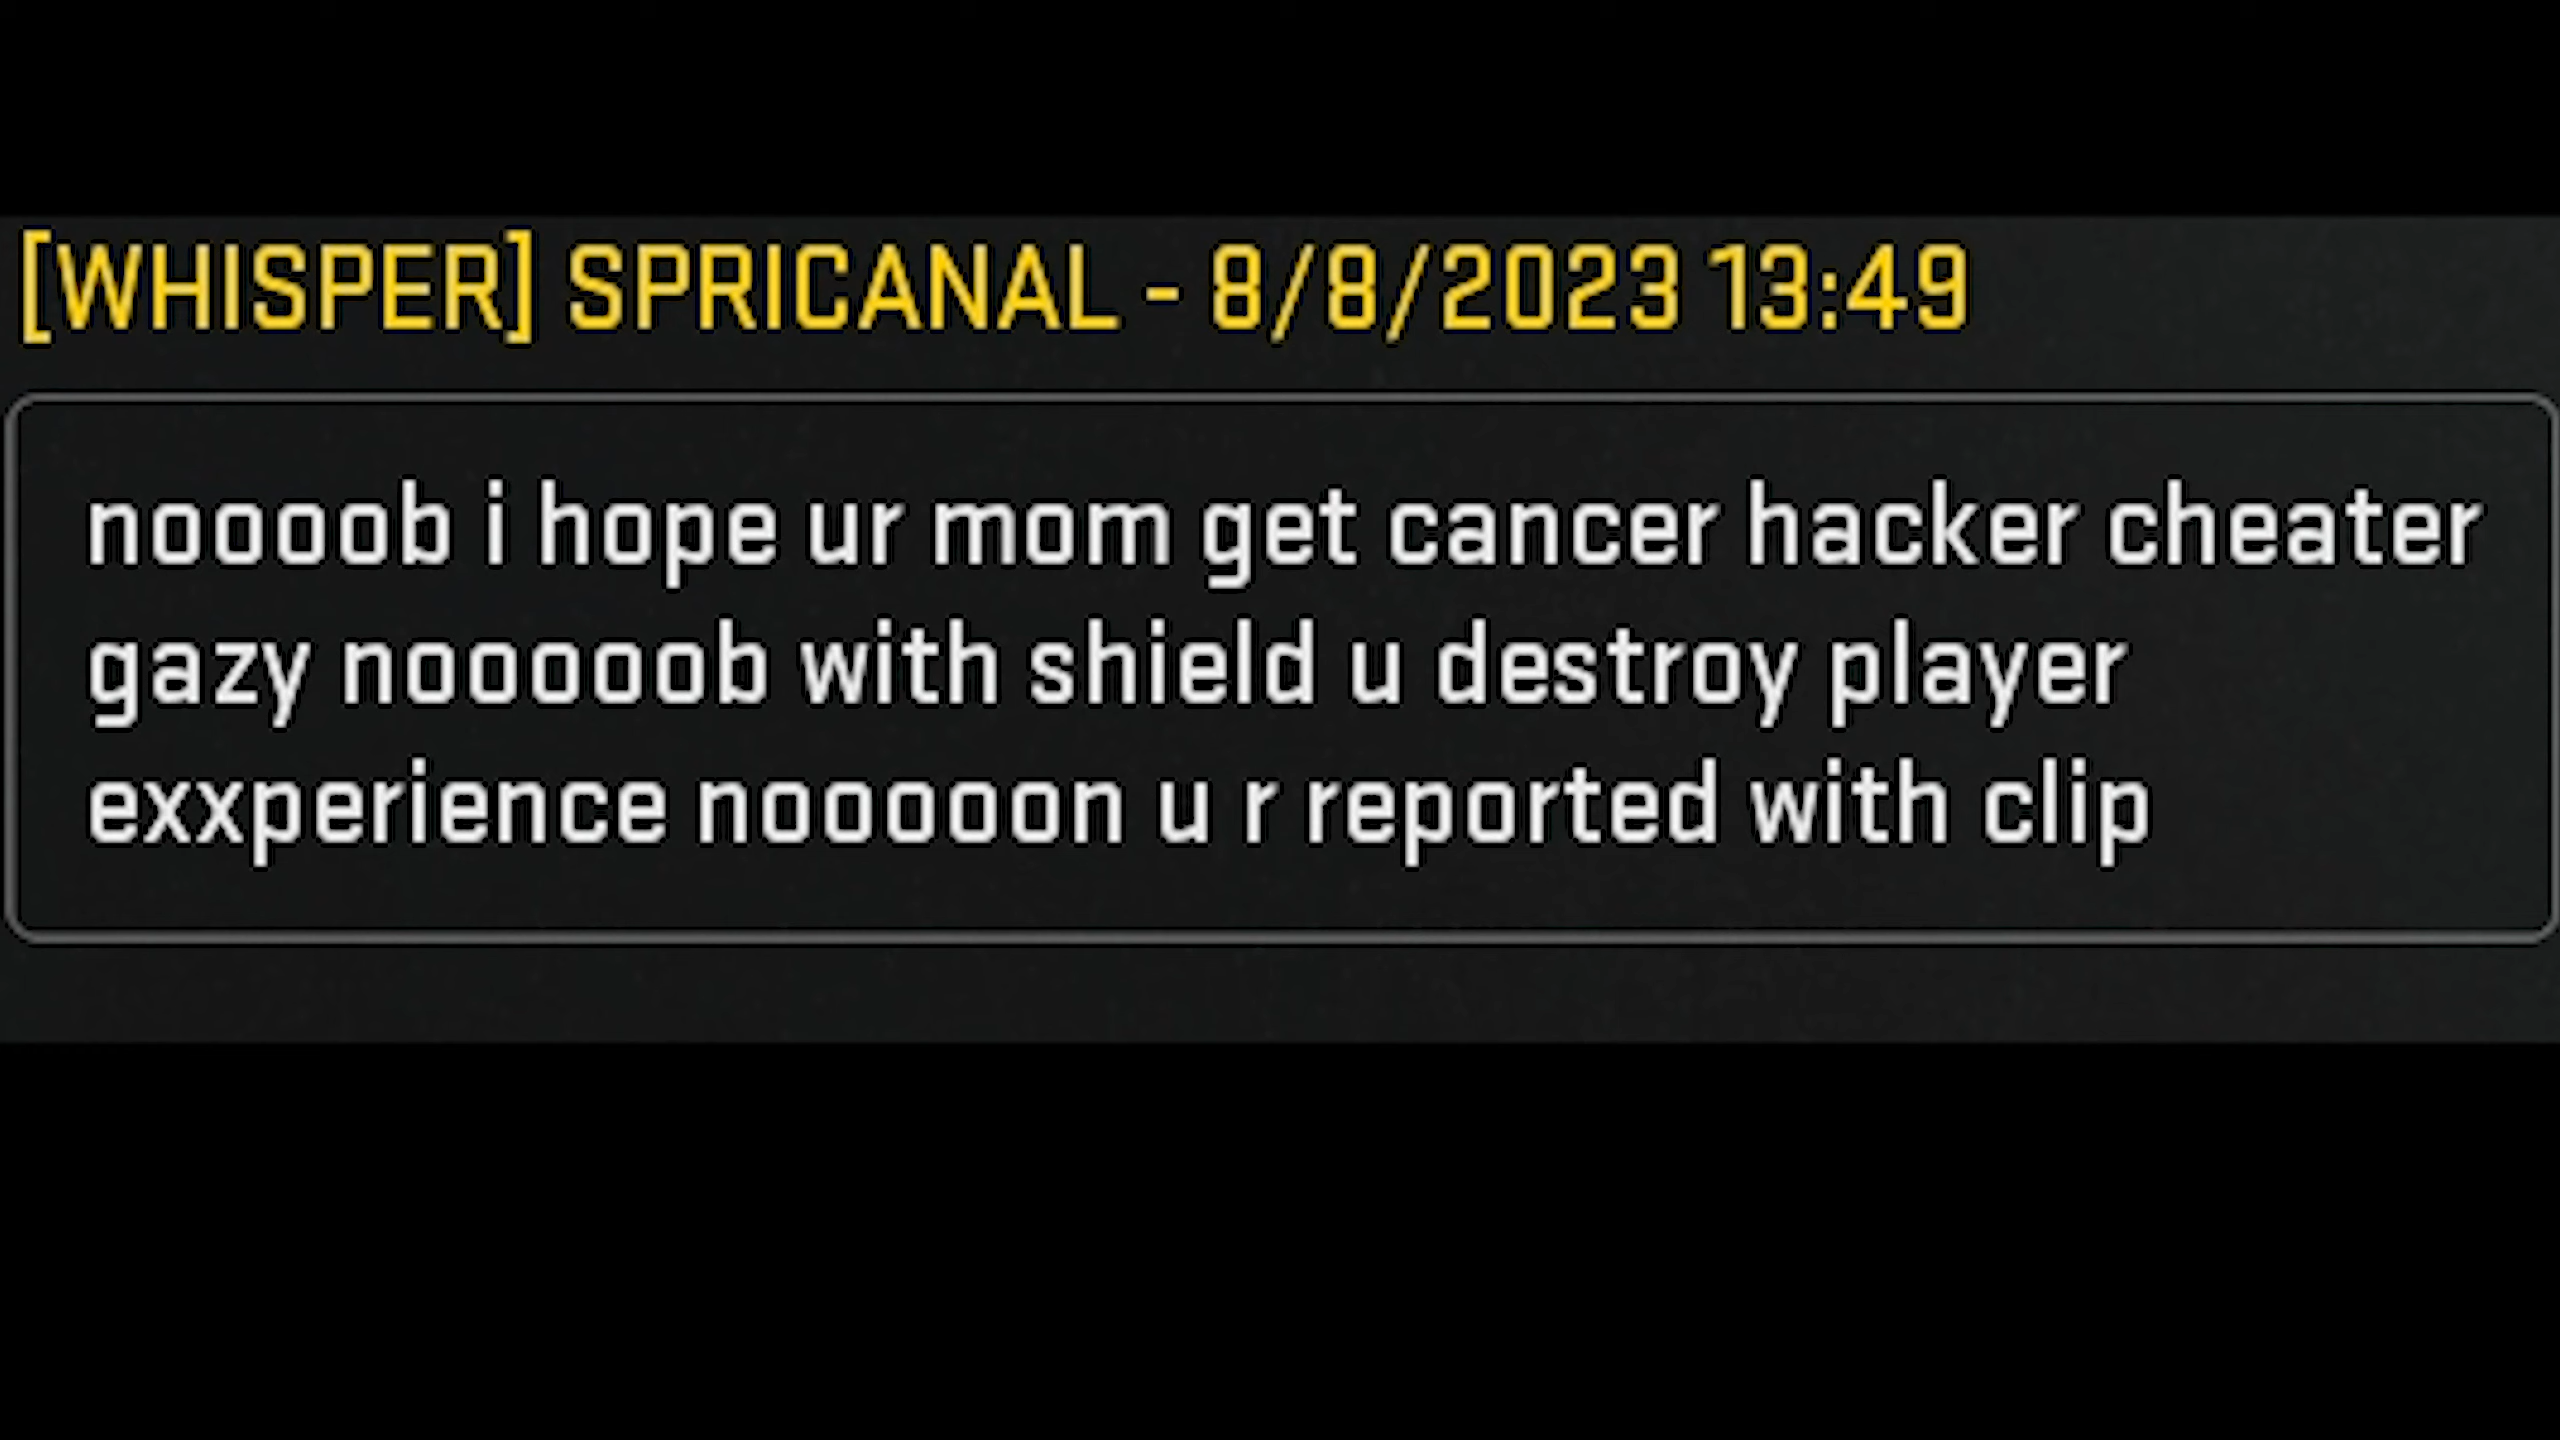 [WHISPER] SPRICANAL - 8/8/2023 13:49
noooob i hope ur mom get cancer hacker cheater
gazy nooooob with shield u destroy player
exxperience nooooon u r reported with clip